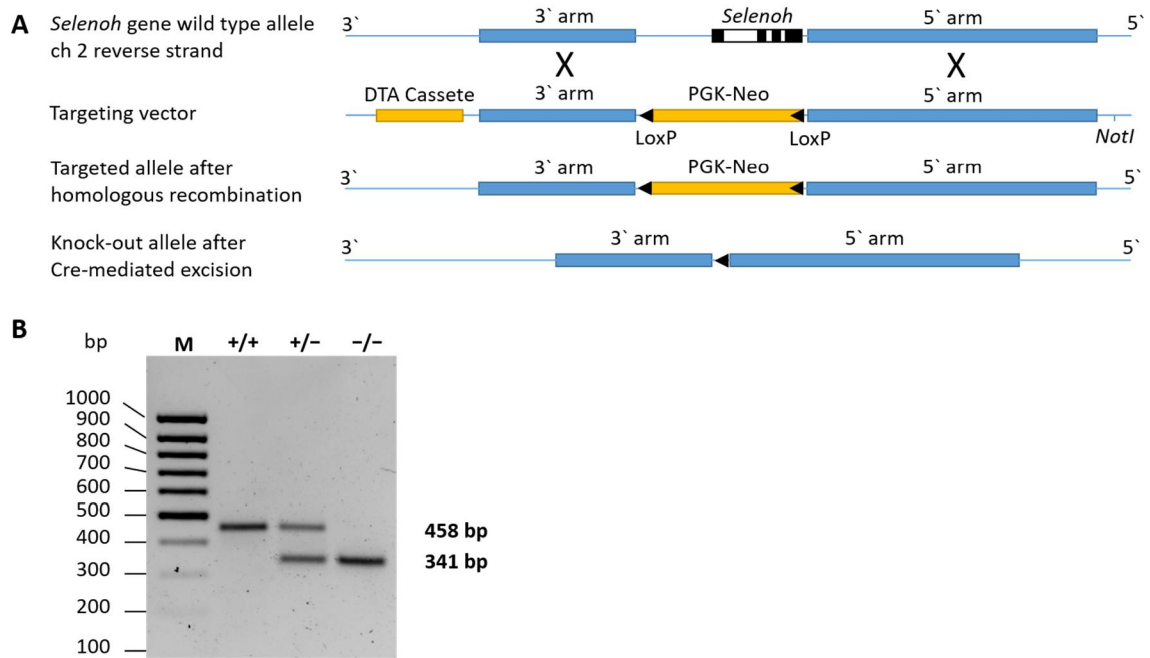 A
Selenoh gene wild type allele
ch 2 reverse strand
3` 3` arm Selenoh 5` arm 5`
X X
Targeting vector
DTA Cassete 3` arm PGK-Neo 5` arm
LoxP LoxP NotI
Targeted allele after
homologous recombination
3` 3` arm PGK-Neo 5` arm 5`
Knock-out allele after
Cre-mediated excision
3` 3` arm 5` arm 5`
B
bp M +/+ +/− −/−
1000
900
800
700
600
500
400
300
200
100
458 bp
341 bp